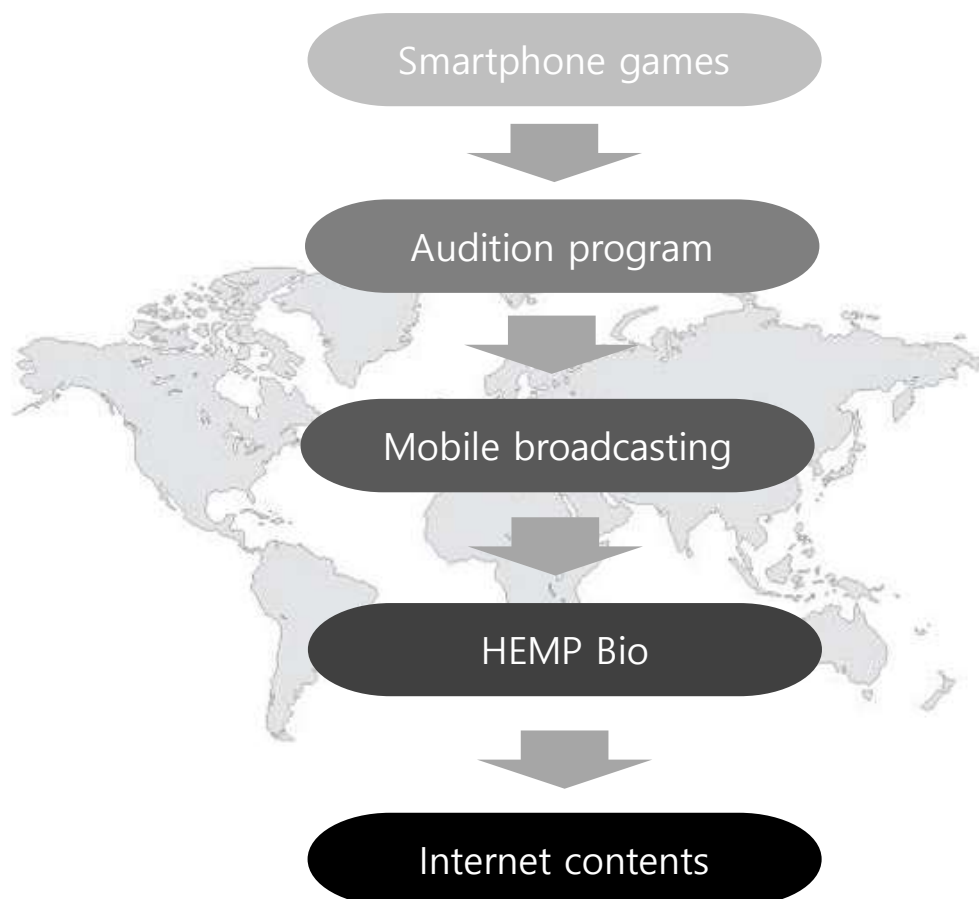 Smartphone games
Audition program
Mobile broadcasting
HEMP Bio
Internet contents